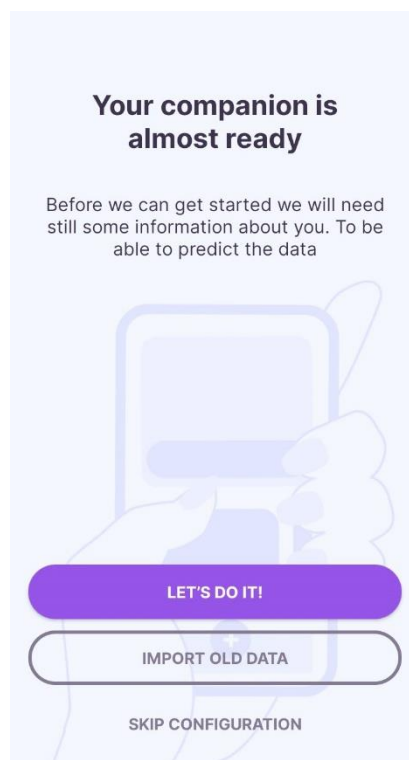 Your companion is
almost ready
Before we can get started we will need
still some information about you. To be
able to predict the data
LET'S DO IT!
IMPORT OLD DATA
SKIP CONFIGURATION